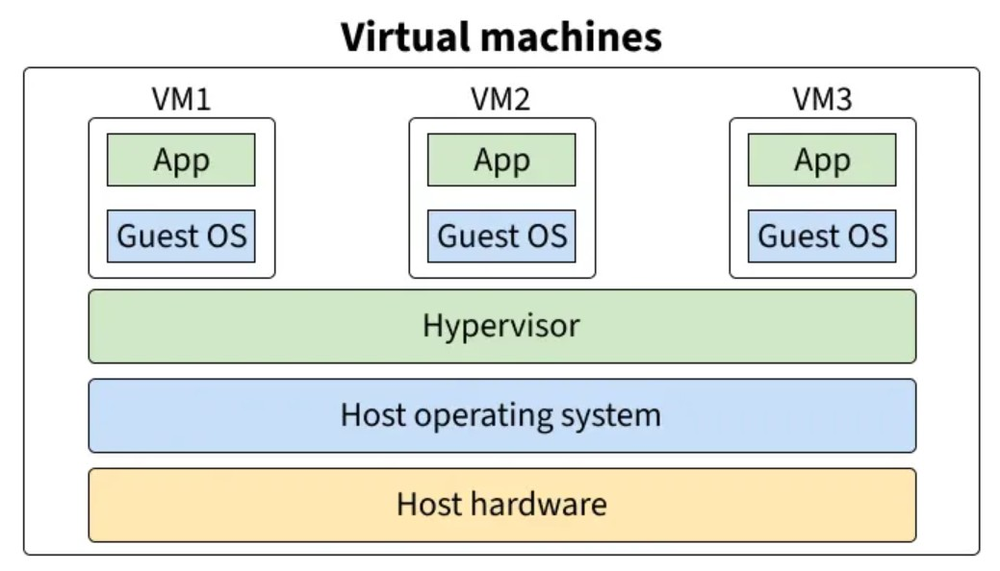 Virtual machines
VM1 VM2 VM3
App App App
Guest OS Guest OS Guest OS
Hypervisor
Host operating system
Host hardware